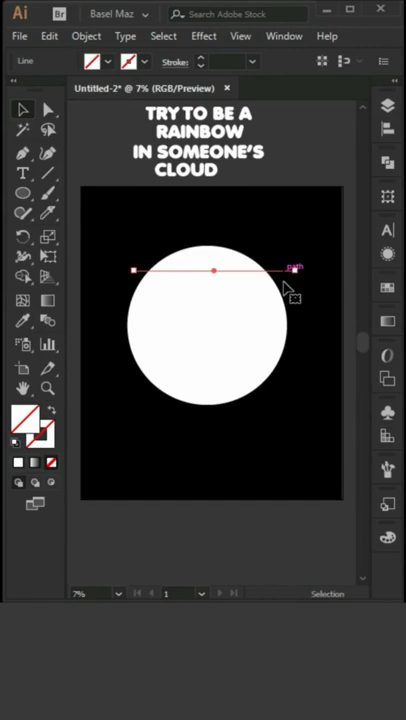 Ai
Br
Basel Maz
Search Adobe Stock
File Edit Object Type Select Effect View Window Help
Line
Stroke:
Untitled-2* @ 7% (RGB/Preview) ×
TRY TO BE A
RAINBOW
IN SOMEONE'S
CLOUD
path
7%
1
Selection